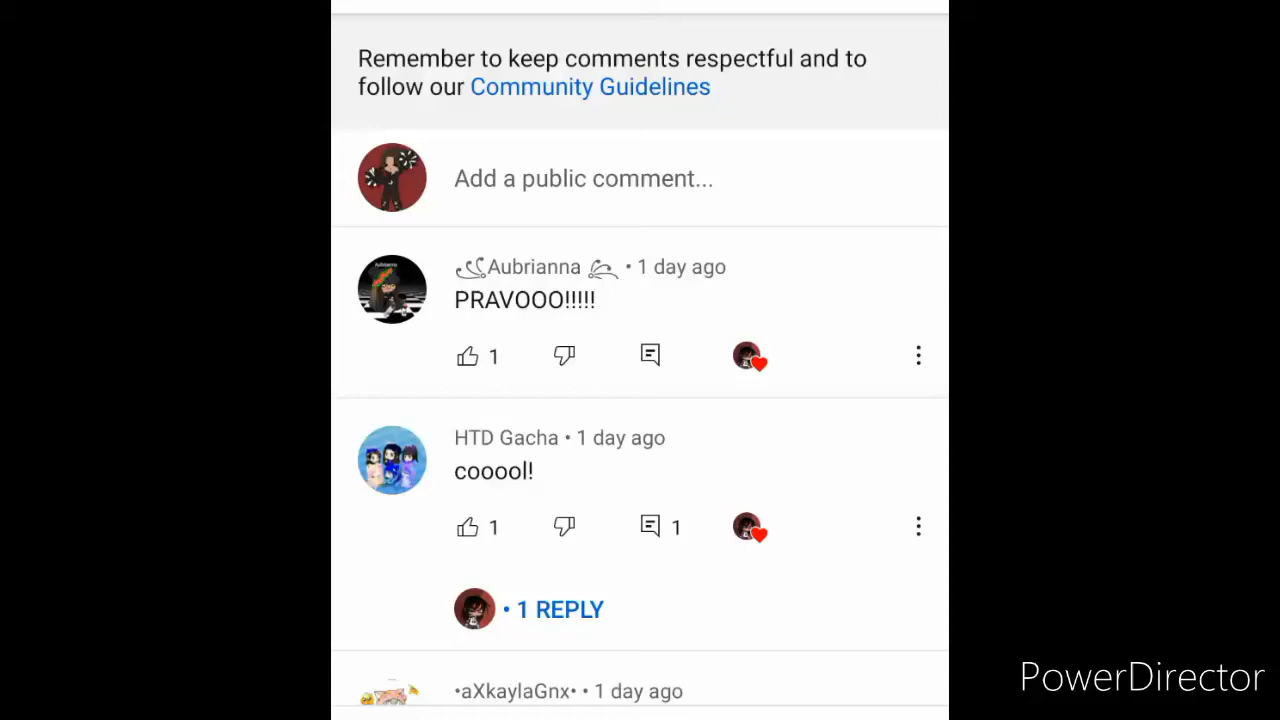 Remember to keep comments respectful and to
follow our Community Guidelines
Add a public comment...
Aubrianna • 1 day ago
PRAVOOO!!!!!
1
HTD Gacha • 1 day ago
cooool!
1 1
• 1 REPLY
•aXkaylaGnx• • 1 day ago
PowerDirector